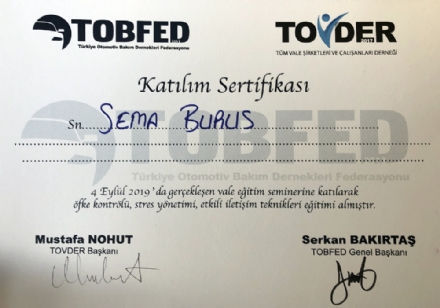 TOBFED
Türkiye Otomotiv Bakım Dernekleri Federasyonu
TOVDER
2017
TÜM VALE ŞİRKETLERİ VE ÇALIŞANLARI DERNEĞİ
Katılım Sertifikası
Sn. SEMA BURUS
TOBFED
Türkiye Otomotiv Bakım Dernekleri Federasyonu
4 Eylül 2019'da gerçekleşen vale eğitim seminerine katılarak
öfke kontrölü, stres yönetimi, etkili iletişim teknikleri eğitimi almıştır.
Mustafa NOHUT
TOVDER Başkanı
Serkan BAKIRTAŞ
TOBFED Genel Başkanı